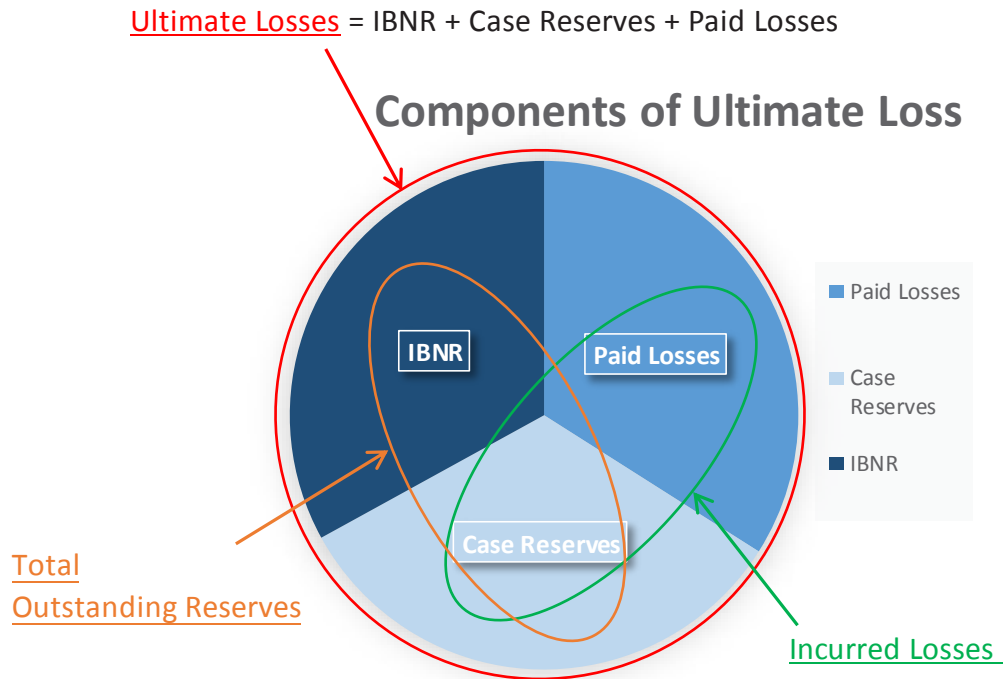 Ultimate Losses = IBNR + Case Reserves + Paid Losses
Components of Ultimate Loss
IBNR
Paid Losses
Case Reserves
Paid Losses
Case
Reserves
IBNR
Total
Outstanding Reserves
Incurred Losses